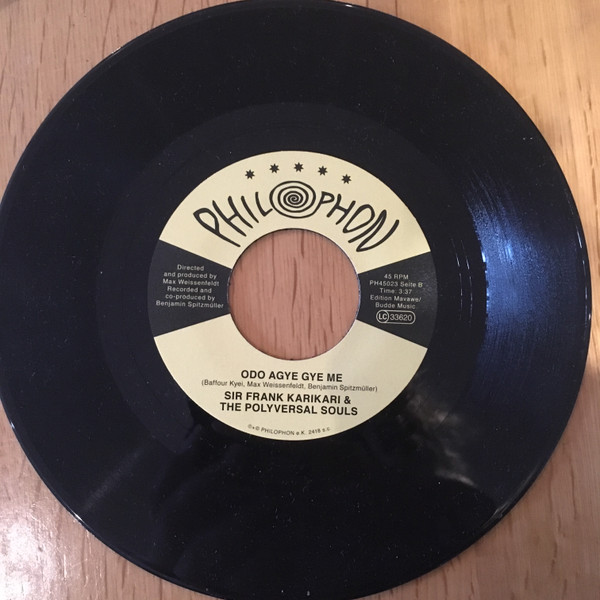 PHILOPHON
Directed
and produced by
Max Weissenfeldt
Recorded and
co-produced by
Benjamin Spitzmüller
45 RPM
PH45023 Seite B
Time: 3:37
Edition Mavawe/
Budde Music
LC 33620
ODO AGYE GYE ME
(Baffour Kyei, Max Weissenfeldt, Benjamin Spitzmüller)
SIR FRANK KARIKARI &
THE POLYVERSAL SOULS
©+℗ PHILOPHON e.K. 2418 s.c.